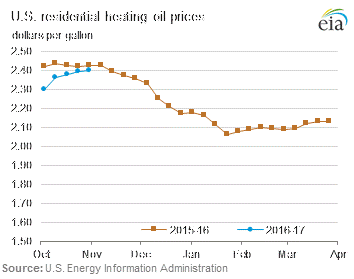 U.S. residential heating oil prices
dollars per gallon
eia
2.50
2.40
2.30
2.20
2.10
2.00
1.90
1.80
1.70
1.60
1.50
Oct Nov Dec Jan Feb Mar Apr
2015-16 2016-17
Source: U.S. Energy Information Administration